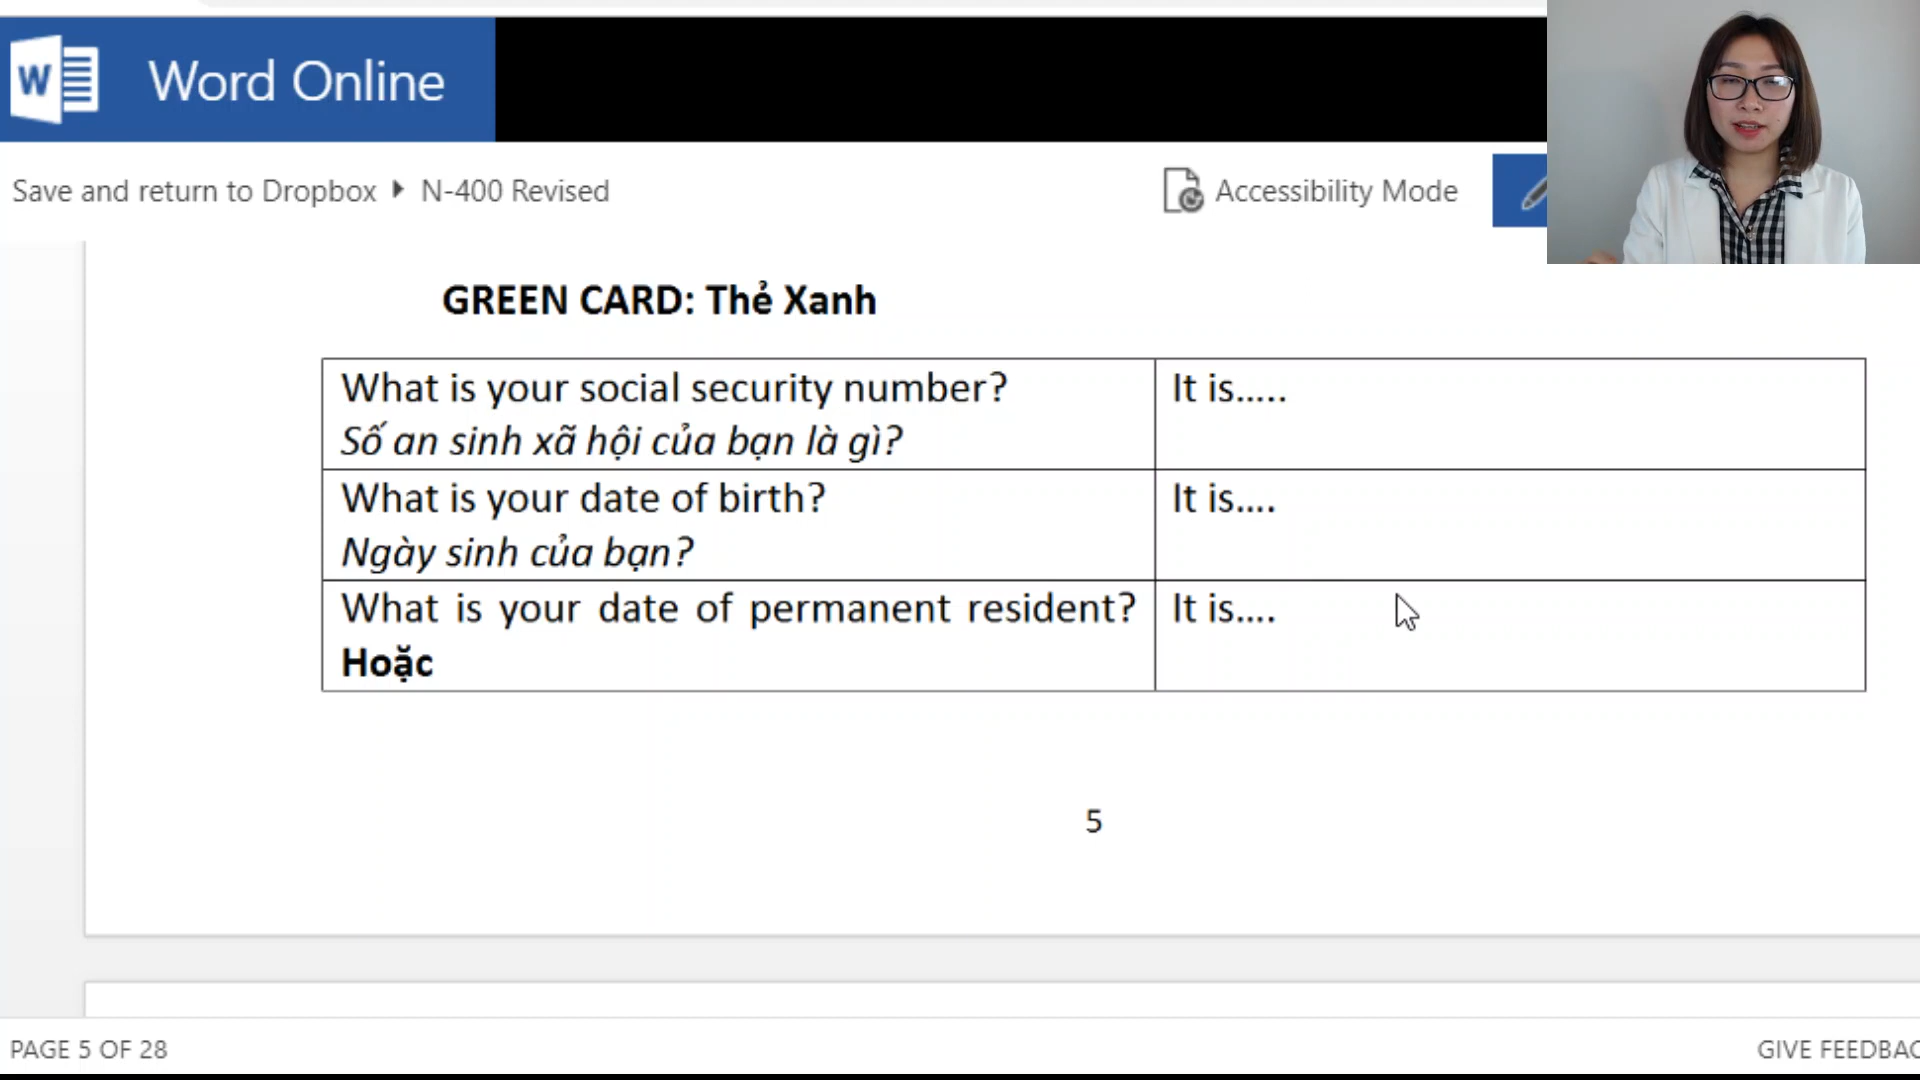 W
Word Online
Save and return to Dropbox
N-400 Revised
Accessibility Mode
GREEN CARD: Thẻ Xanh
What is your social security number?
It is.....
Số an sinh xã hội của bạn là gì?
What is your date of birth?
It is....
Ngày sinh của bạn?
What is your date of permanent resident?
It is....
Hoặc
5
PAGE 5 OF 28
GIVE FEEDBAC